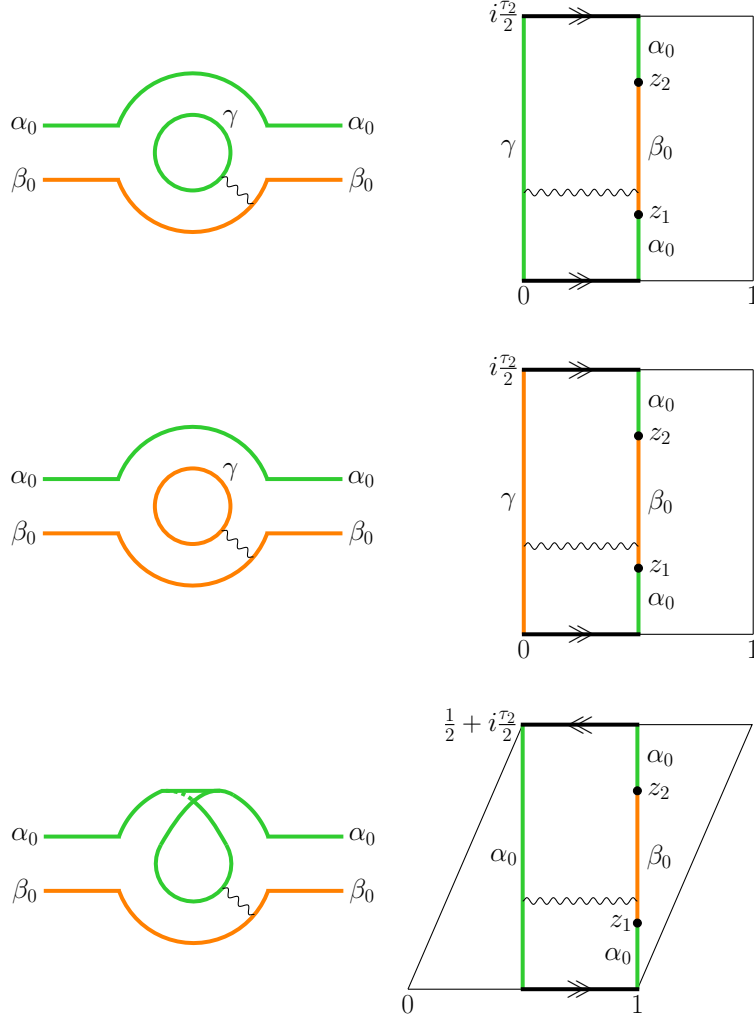 i τ₂/2
α₀
z₂
γ
α₀ α₀
γ
β₀
β₀ β₀
z₁
α₀
0 1
i τ₂/2
α₀
z₂
γ
α₀ α₀
γ
β₀
β₀ β₀
z₁
α₀
0 1
1/2 + i τ₂/2
α₀
z₂
α₀ α₀
α₀
β₀
β₀ β₀
z₁
α₀
0 1